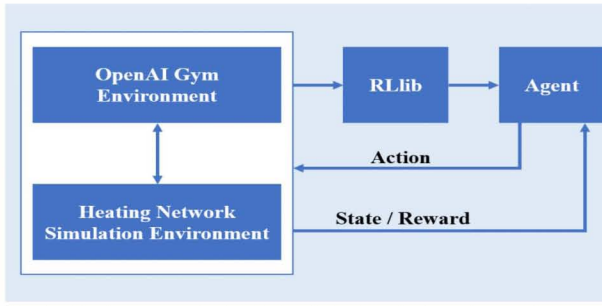 OpenAI Gym
Environment
RLlib
Agent
Action
Heating Network
Simulation Environment
State / Reward